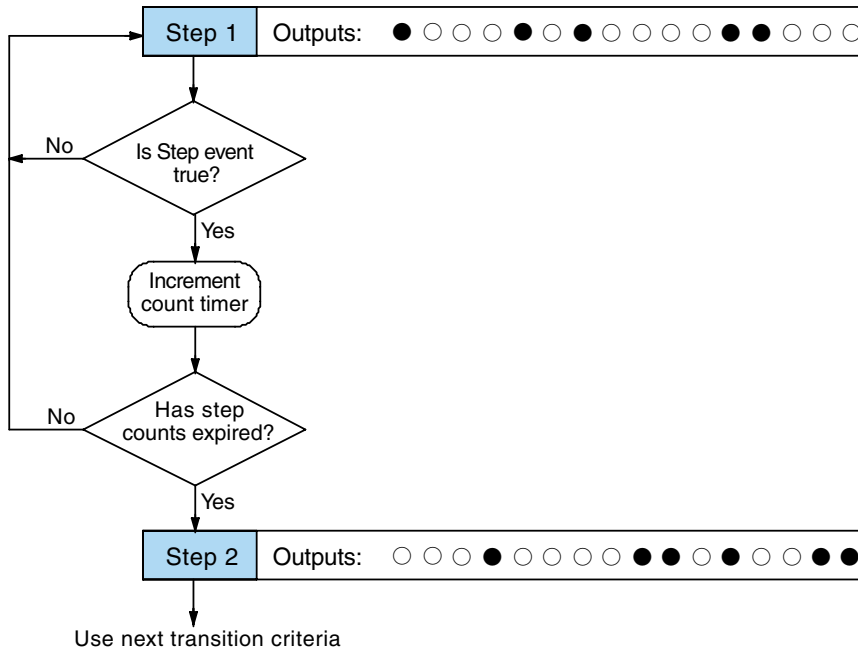 Step 1 Outputs:
No
Is Step event
true?
Yes
Increment
count timer
No
Has step
counts expired?
Yes
Step 2 Outputs:
Use next transition criteria